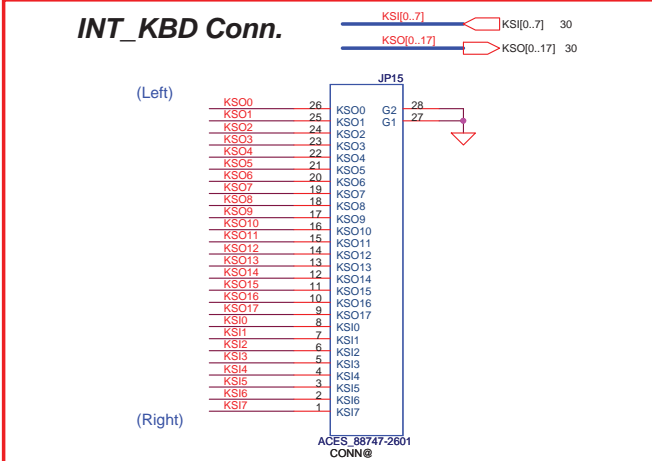 INT_KBD Conn.
KSI[0..7] KSI[0..7] 30
KSO[0..17] KSO[0..17] 30
(Left)
JP15
KSO0 26 KSO0 G2 28
KSO1 25 KSO1 G1 27
KSO2 24 KSO2
KSO3 23 KSO3
KSO4 22 KSO4
KSO5 21 KSO5
KSO6 20 KSO6
KSO7 19 KSO7
KSO8 18 KSO8
KSO9 17 KSO9
KSO10 16 KSO10
KSO11 15 KSO11
KSO12 14 KSO12
KSO13 13 KSO13
KSO14 12 KSO14
KSO15 11 KSO15
KSO16 10 KSO16
KSO17 9 KSO17
KSI0 8 KSI0
KSI1 7 KSI1
KSI2 6 KSI2
KSI3 5 KSI3
KSI4 4 KSI4
KSI5 3 KSI5
KSI6 2 KSI6
KSI7 1 KSI7
(Right)
ACES_88747-2601
CONN@